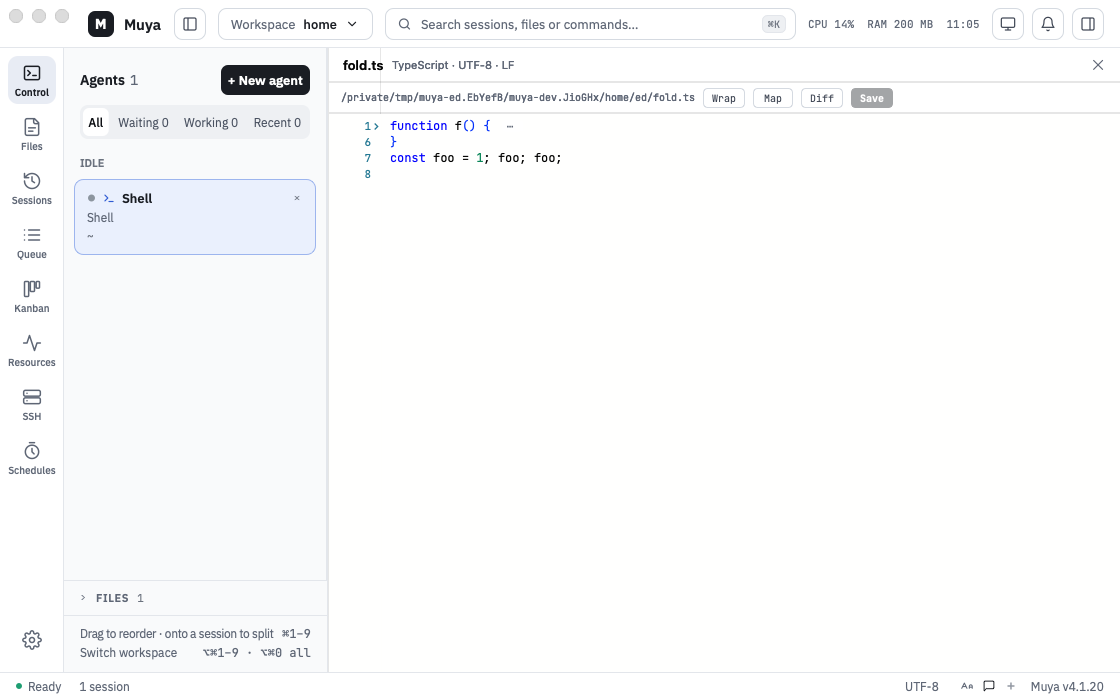 M Muya Workspace home Search sessions, files or commands... ⌘K CPU 14% RAM 200 MB 11:05
Control
Files
Sessions
Queue
Kanban
Resources
SSH
Schedules
Agents 1 + New agent
All Waiting 0 Working 0 Recent 0
IDLE
Shell ×
Shell
~
FILES 1
Drag to reorder · onto a session to split ⌘1–9
Switch workspace ⌥⌘1–9 · ⌥⌘0 all
fold.ts TypeScript · UTF-8 · LF
/private/tmp/muya-ed.EbYefB/muya-dev.JioGHx/home/ed/fold.ts Wrap Map Diff Save
1 function f() { ⋯
6 }
7 const foo = 1; foo; foo;
8
Ready 1 session UTF-8 AA + Muya v4.1.20